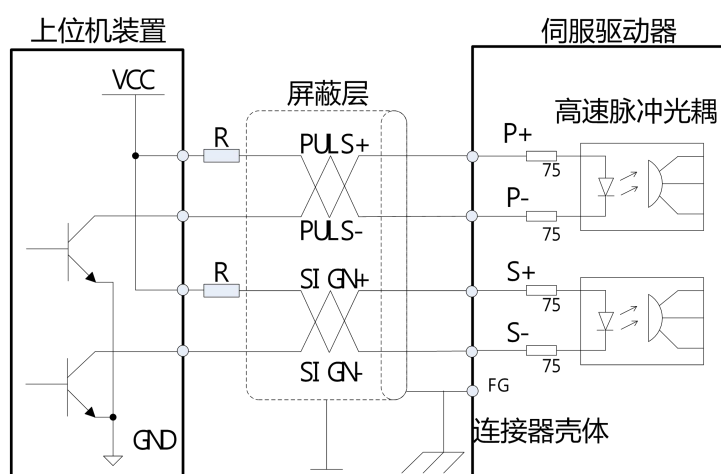 上位机装置
伺服驱动器
VCC
屏蔽层
高速脉冲光耦
R
PULS+
P+
75
P-
PULS-
75
R
SIGN+
S+
75
S-
SIGN-
75
FG
GND
连接器壳体